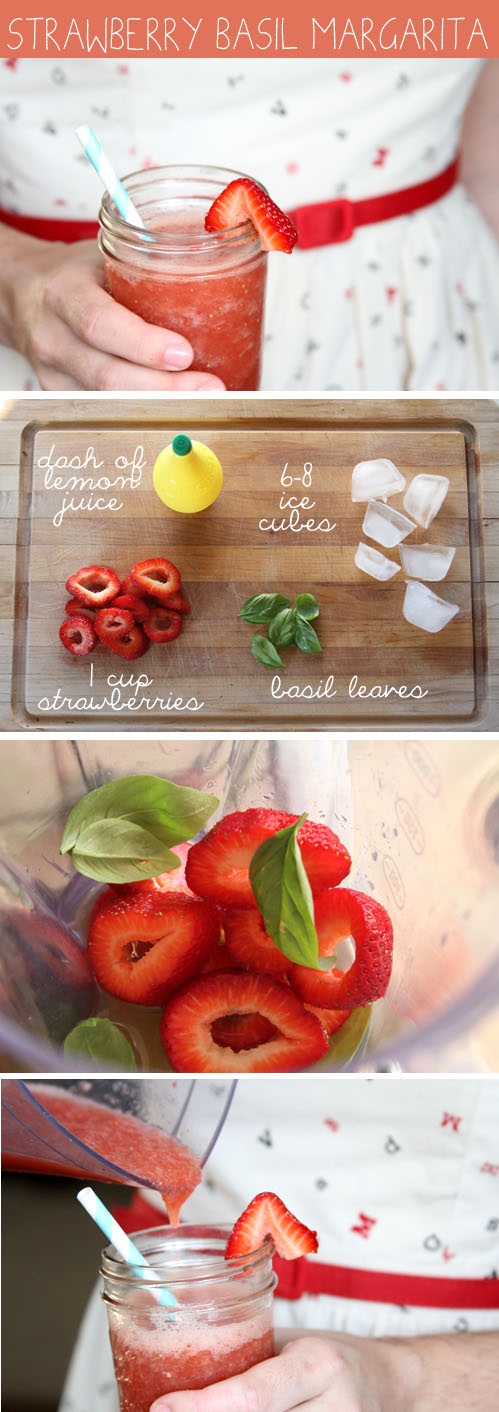 STRAWBERRY BASIL MARGARITA
dash of
lemon
juice
6-8
ice
cubes
1 cup
strawberries
basil leaves